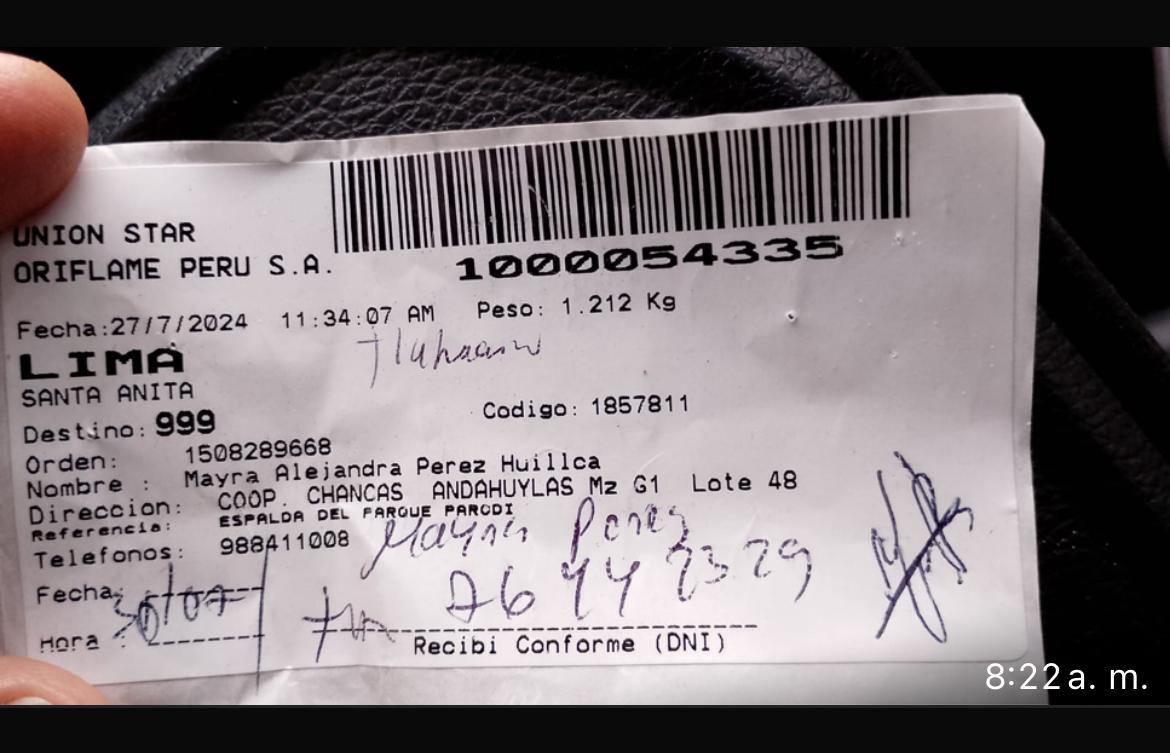 UNION STAR
ORIFLAME PERU S.A.
1000054335
Fecha:27/7/2024 11:34:07 AM Peso: 1.212 Kg
LIMA
SANTA ANITA
Codigo: 1857811
Destino: 999
Orden: 1508289668
Nombre : Mayra Alejandra Perez Huillca
Direccion: COOP. CHANCAS ANDAHUYLAS Mz G1 Lote 48
Referencia: ESPALDA DEL PARQUE PARODI
Telefonos: 988411008
Mayra Perez
Fecha: 30/07
Hora :
Recibi Conforme (DNI)
8:22 a. m.